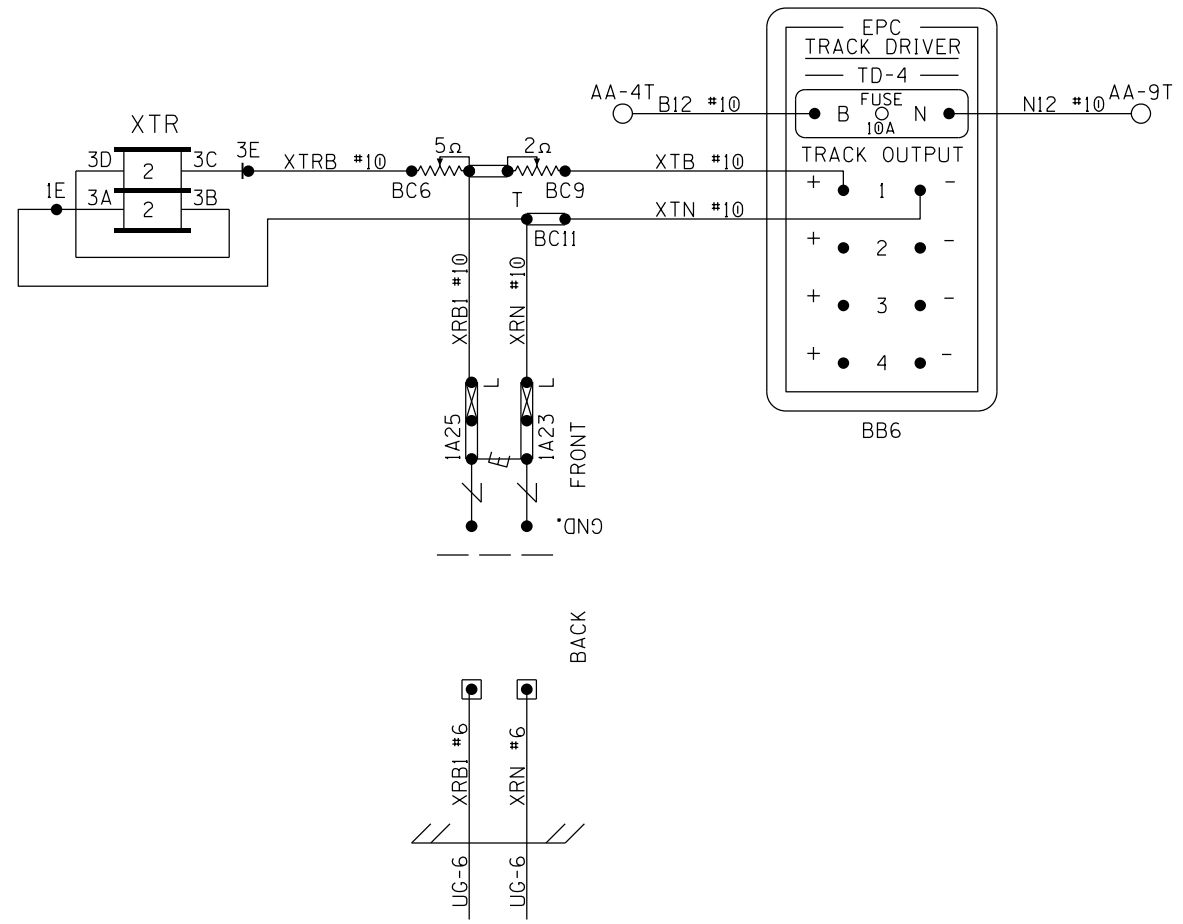 EPC
TRACK DRIVER
TD-4
AA-4T
B12 #10
B
FUSE
10A
N
N12 #10
AA-9T
TRACK OUTPUT
XTR
3D
2
3C
3E
XTRB #10
5Ω
2Ω
XTB #10
+ 1 -
BC6
BC9
1E
3A
2
3B
T
XTN #10
BC11
+ 2 -
+ 3 -
+ 4 -
BB6
XRB1 #10
XRN #10
L
L
1A25
1A23
E
FRONT
GND.
BACK
XRB1 #6
XRN #6
UG-6
UG-6